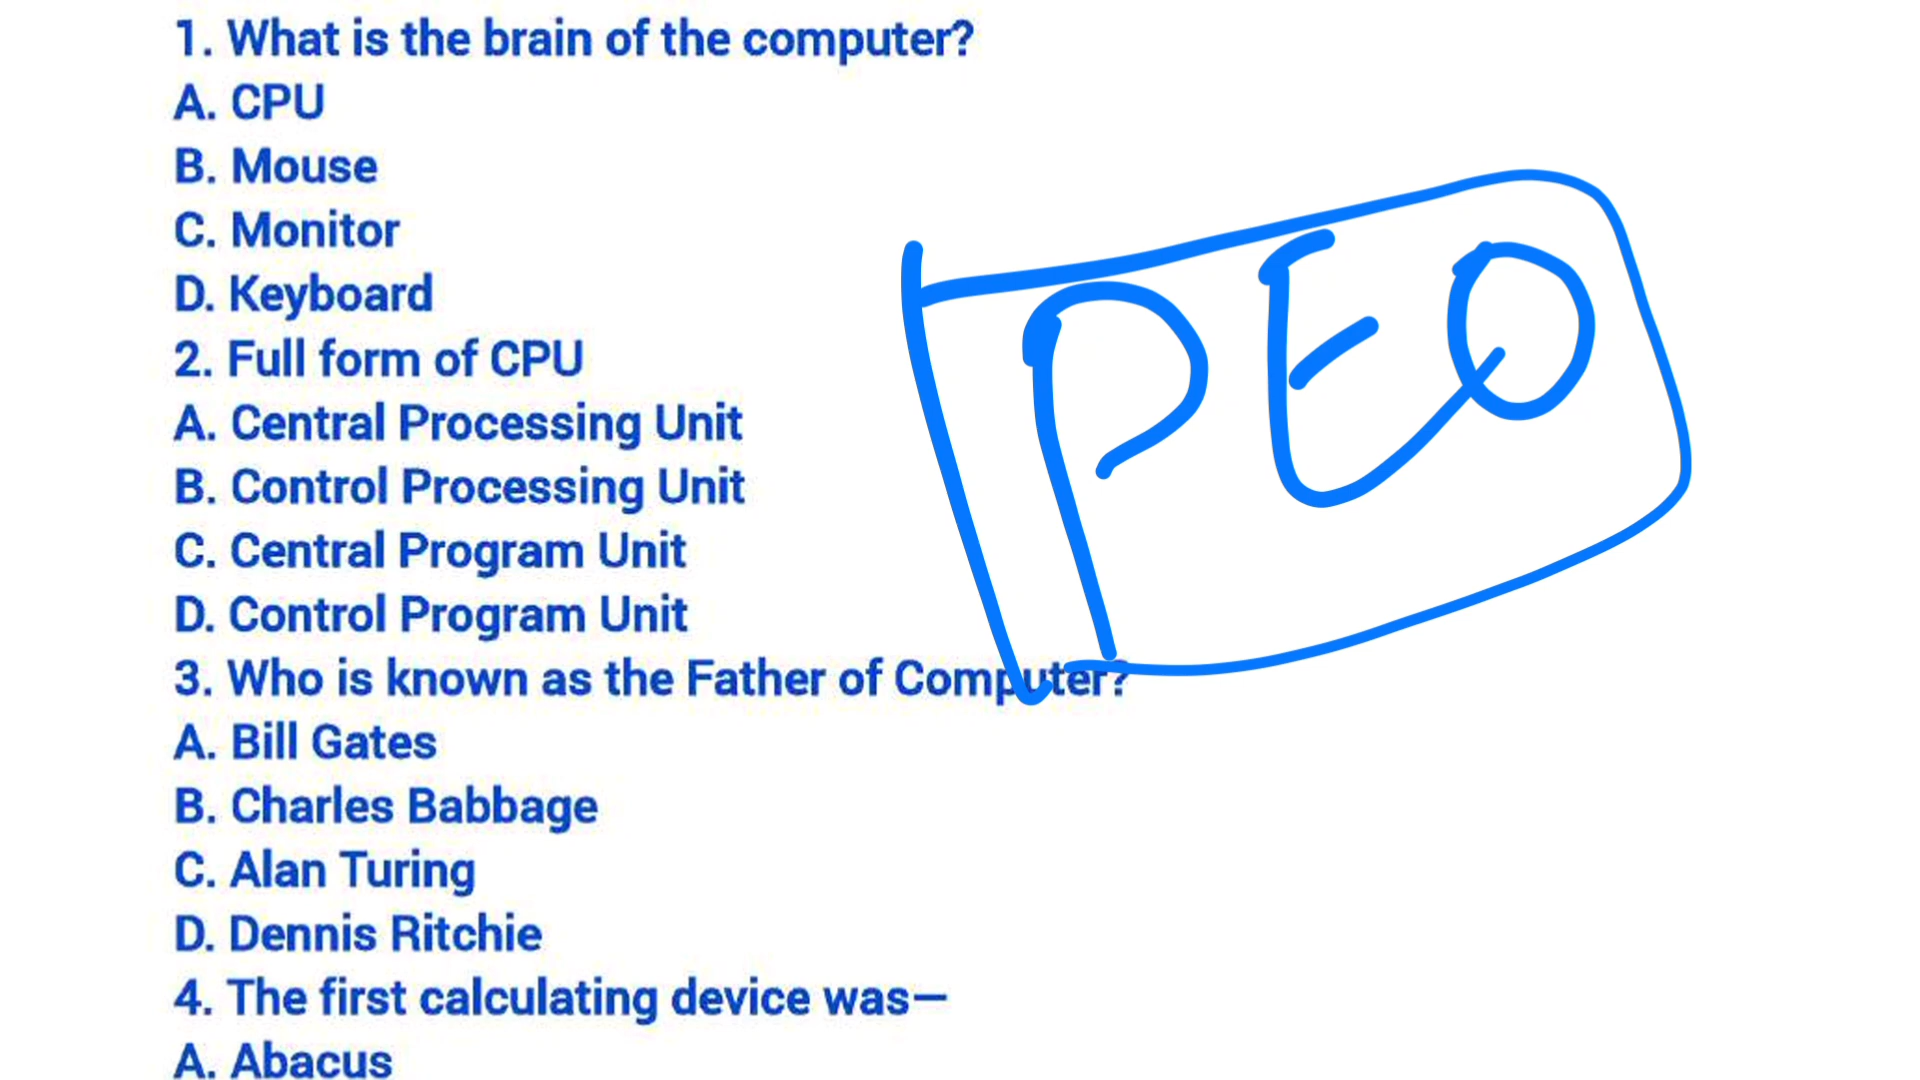 1. What is the brain of the computer?
A. CPU
B. Mouse
C. Monitor
D. Keyboard
2. Full form of CPU
A. Central Processing Unit
B. Control Processing Unit
C. Central Program Unit
D. Control Program Unit
3. Who is known as the Father of Computer?
A. Bill Gates
B. Charles Babbage
C. Alan Turing
D. Dennis Ritchie
4. The first calculating device was—
A. Abacus
PEO